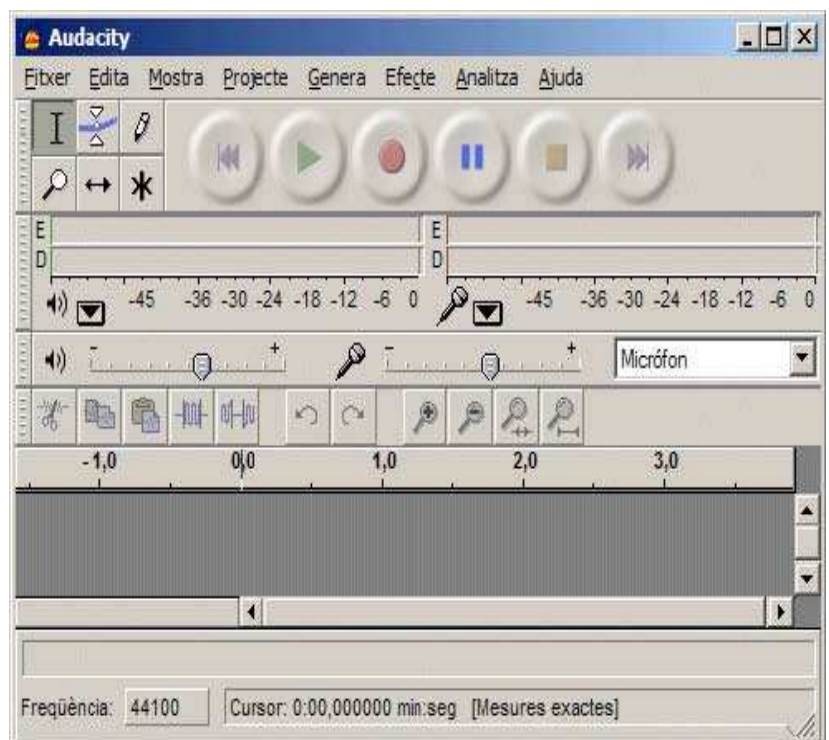 Audacity
Fitxer Edita Mostra Projecte Genera Efecte Analitza Ajuda
E E
D D
-45 -36 -30 -24 -18 -12 -6 0 -45 -36 -30 -24 -18 -12 -6 0
- + - + Micròfon
-1,0 0,0 1,0 2,0 3,0
Freqüència: 44100 Cursor: 0:00,000000 min:seg [Mesures exactes]